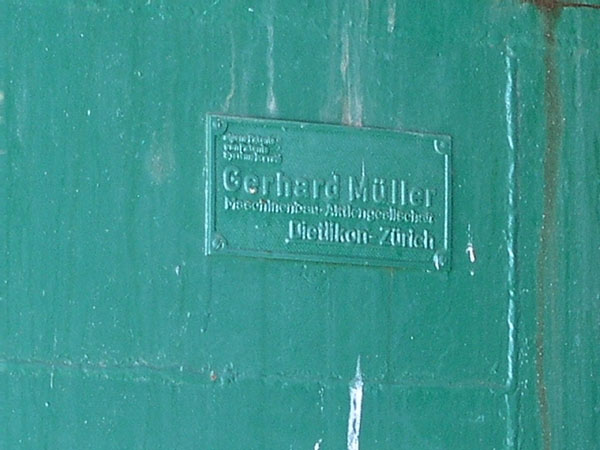 Gerhard Müller
Maschinenbau-Aktiengesellschaft
Dietlikon-Zürich